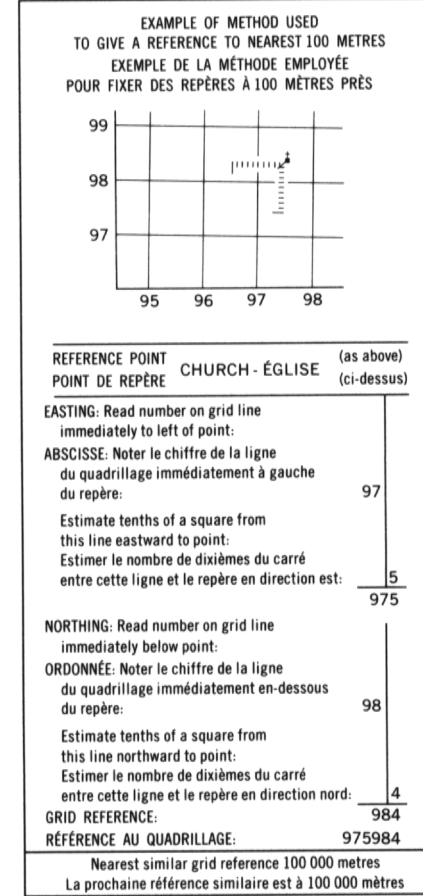 EXAMPLE OF METHOD USED
TO GIVE A REFERENCE TO NEAREST 100 METRES
EXEMPLE DE LA MÉTHODE EMPLOYÉE
POUR FIXER DES REPÈRES À 100 MÈTRES PRÈS
99
98
97
95 96 97 98
REFERENCE POINT
POINT DE REPÈRE CHURCH - ÉGLISE (as above)
(ci-dessus)
EASTING: Read number on grid line
immediately to left of point:
ABSCISSE: Noter le chiffre de la ligne
du quadrillage immédiatement à gauche
du repère: 97
Estimate tenths of a square from
this line eastward to point:
Estimer le nombre de dixièmes du carré
entre cette ligne et le repère en direction est: 5
975
NORTHING: Read number on grid line
immediately below point:
ORDONNÉE: Noter le chiffre de la ligne
du quadrillage immédiatement en-dessous
du repère: 98
Estimate tenths of a square from
this line northward to point:
Estimer le nombre de dixièmes du carré
entre cette ligne et le repère en direction nord: 4
GRID REFERENCE: 984
RÉFÉRENCE AU QUADRILLAGE: 975984
Nearest similar grid reference 100 000 metres
La prochaine référence similaire est à 100 000 mètres